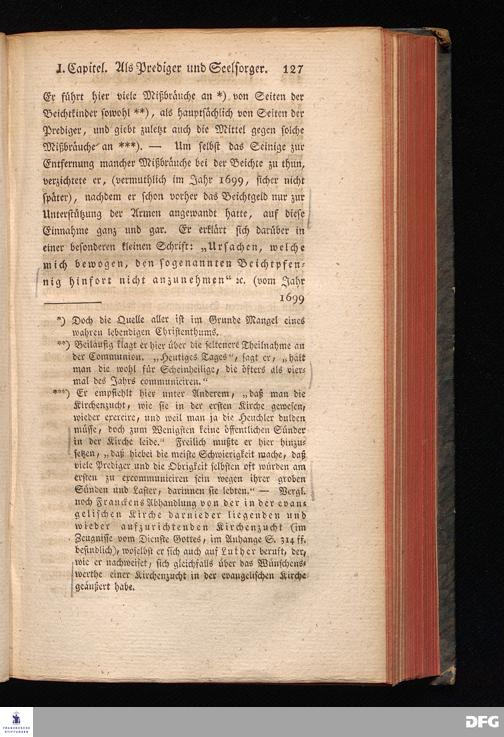 I. Capitel. Als Prediger und Seelsorger. 127
Er führt hier viele Mißbräuche an *) von Seiten der
Beichtkinder sowohl **), als hauptsächlich von Seiten der
Prediger, und giebt zuletzt auch die Mittel gegen solche
Mißbräuche an ***). — Um selbst das Seinige zur
Entfernung mancher Mißbräuche bei der Beichte zu thun,
verzichtete er, (vermuthlich im Jahr 1699, sicher nicht
später), nachdem er schon vorher das Beichtgeld nur zur
Unterstützung der Armen angewandt hatte, auf diese
Einnahme ganz und gar. Er erklärt sich darüber in
einer besonderen kleinen Schrift: „Ursachen, welche
mich bewogen, den sogenannten Beichtpfen-
nig hinfort nicht anzunehmen“ ꝛc. (vom Jahr
1699
*) Doch die Quelle aller ist im Grunde Mangel eines
wahren lebendigen Christenthums.
**) Beiläufig klagt er hier über die seltenere Theilnahme an
der Communion. „Heutiges Tages“, sagt er, „hält
man die wohl für Scheinheilige, die öfters als vier-
mal des Jahrs communiciren.“
***) Er empfiehlt hier unter Anderem, „daß man die
Kirchenzucht, wie sie in der ersten Kirche gewesen,
wieder exercire, und weil man ja die Heuchler dulden
müsse, doch zum Wenigsten keine öffentlichen Sünder
in der Kirche leide.“ Freilich mußte er hier hinzu-
setzen, „daß hiebei die meiste Schwierigkeit mache, daß
viele Prediger und die Obrigkeit selbsten oft würden am
ersten zu excommuniciren sein wegen ihrer groben
Sünden und Laster, darinnen sie lebten.“ — Vergl.
noch Franckens Abhandlung von der in der evan-
gelischen Kirche darnieder liegenden und
wieder aufzurichtenden Kirchenzucht (im
Zeugnisse vom Dienste Gottes, im Anhange S. 314 ff.
befindlich), woselbst er sich auch auf Luther beruft, der,
wie er nachweiset, sich gleichfalls über das Wünschens-
werthe einer Kirchenzucht in der evangelischen Kirche
geäußert habe.
FRANCKESCHE
STIFTUNGEN
DFG